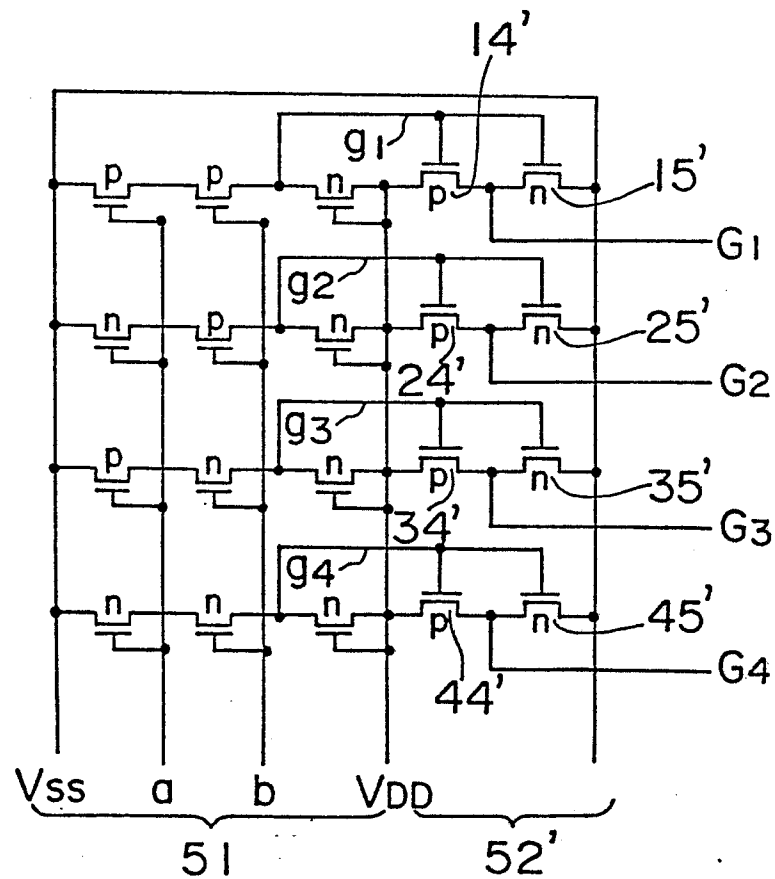 14'
g1
p p n p n 15'
G1
g2
n p n p n 25'
24' G2
g3
p n n p n 35'
34' G3
g4
n n n p n 45'
44' G4
VSS a b VDD
51 52'